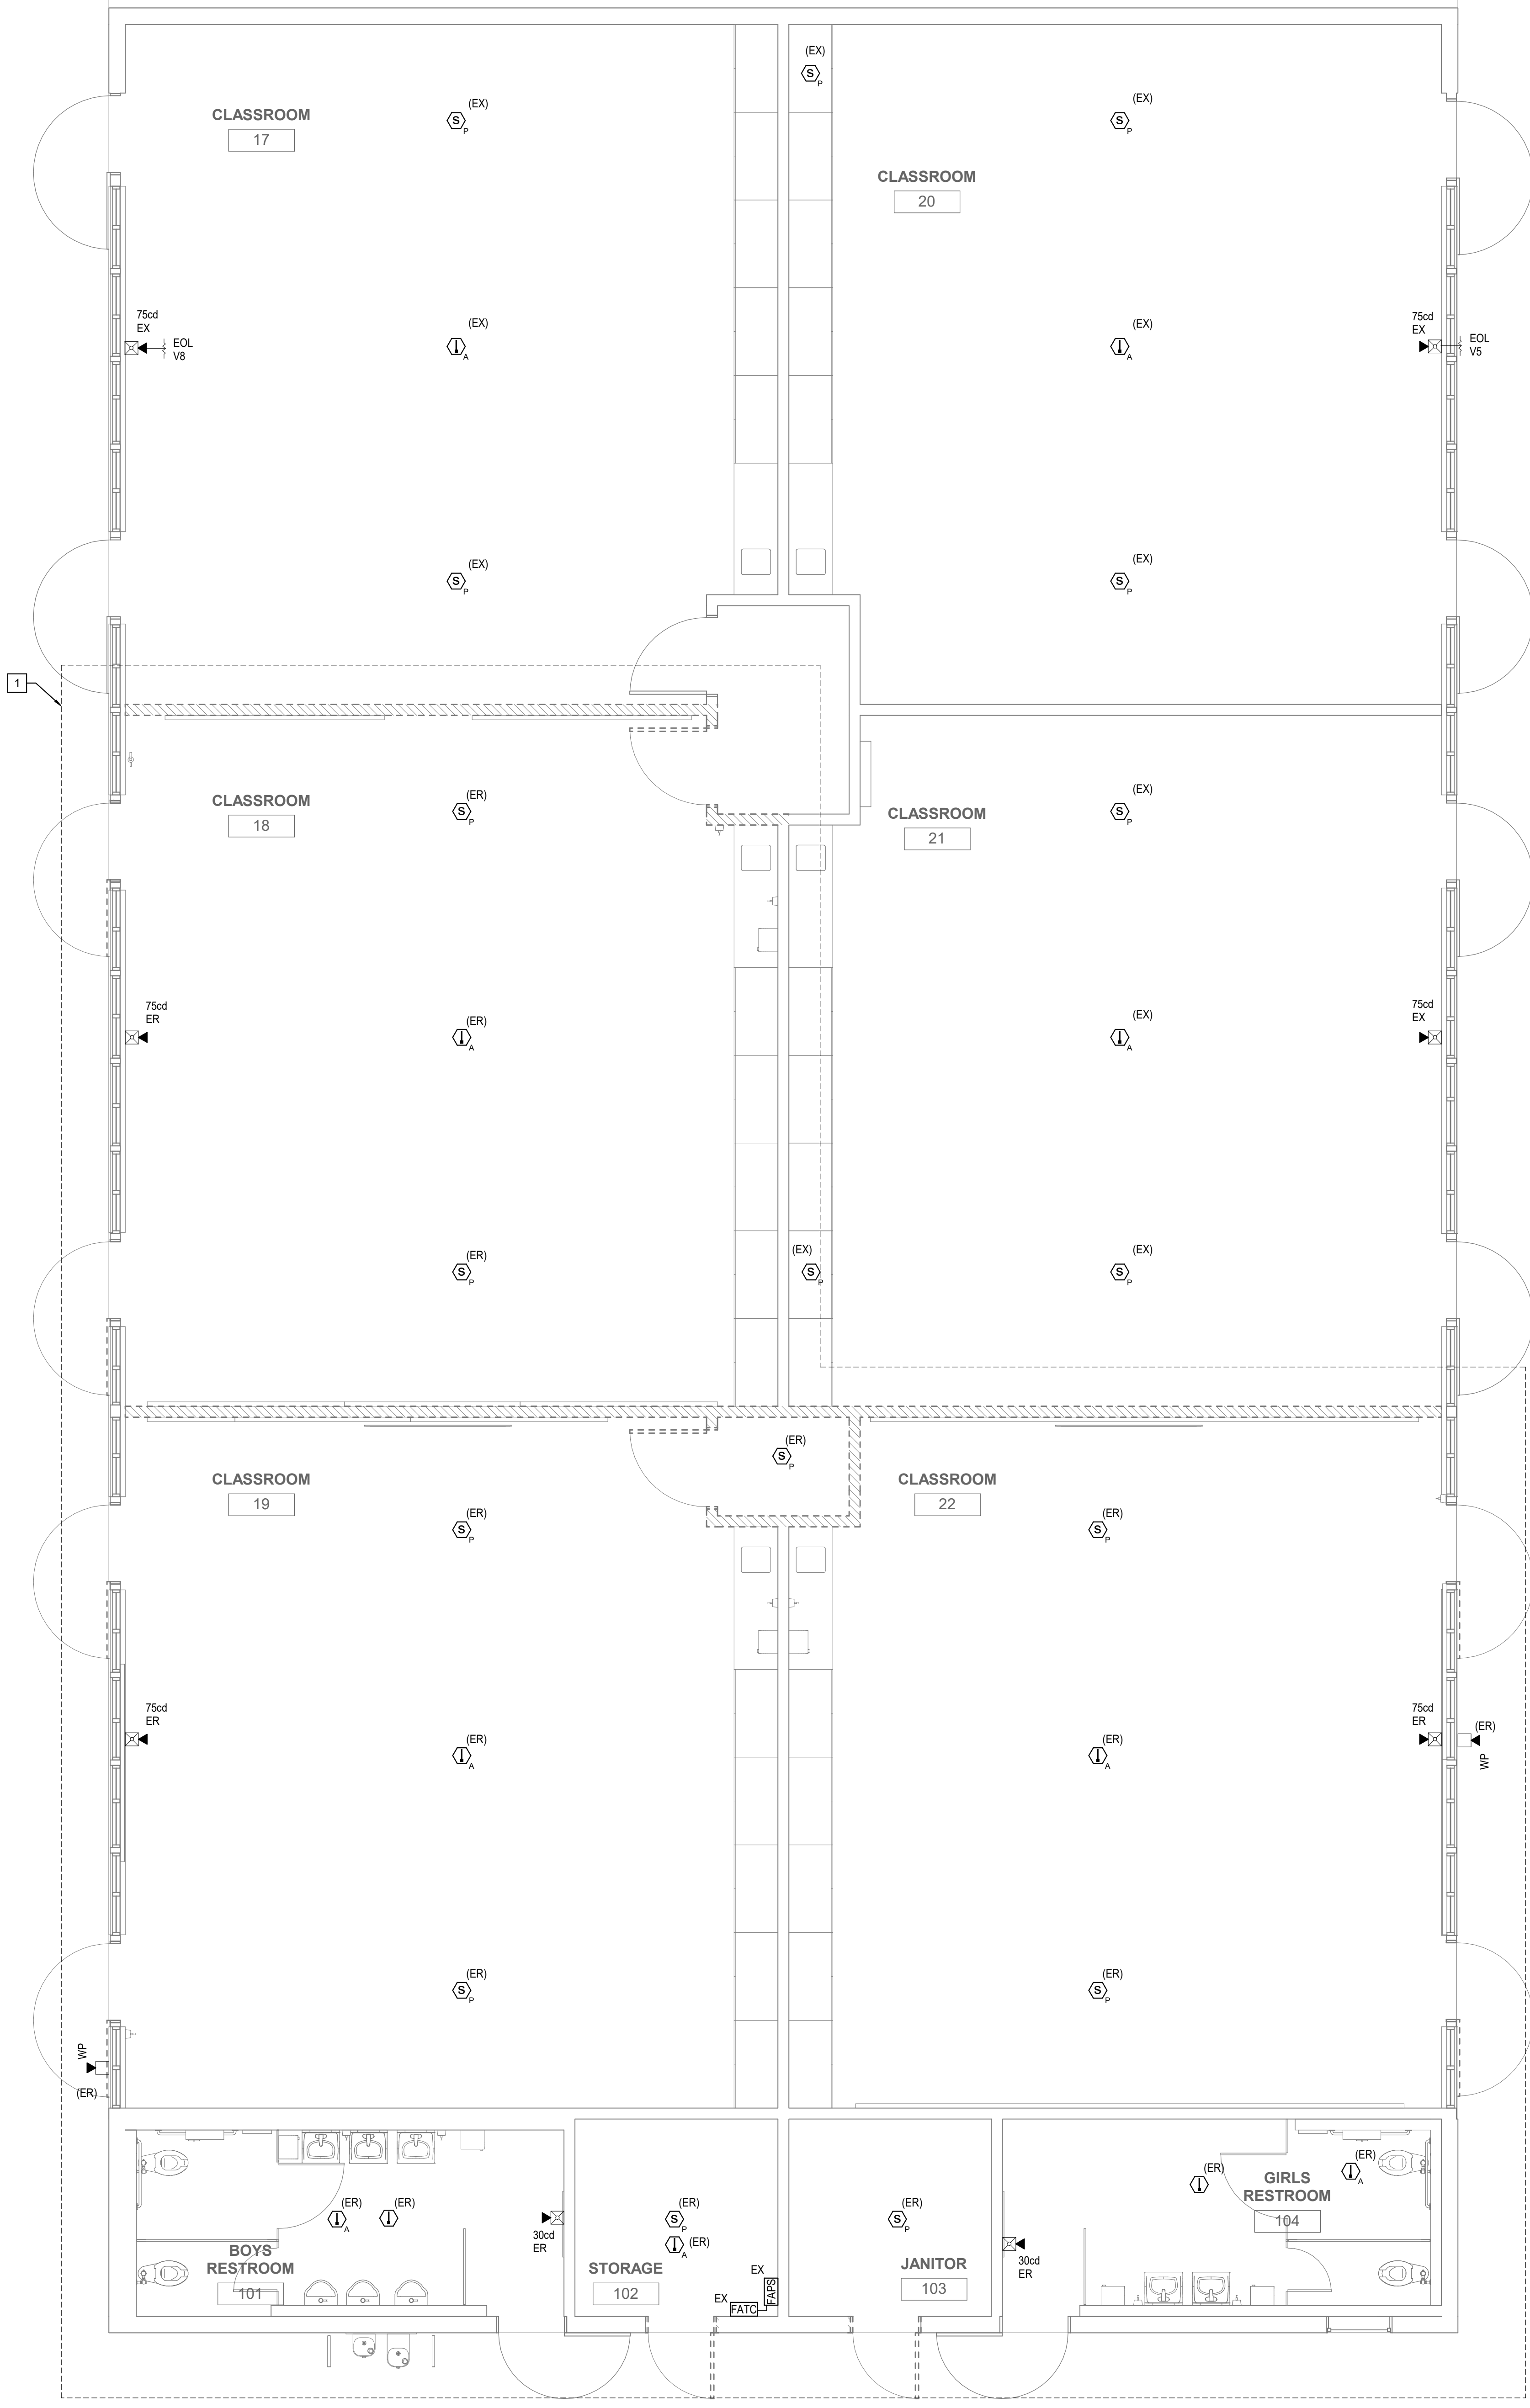 (EX)
S
P
CLASSROOM
17
(EX)
S
P
(EX)
S
P
CLASSROOM
20
75cd
EX
EOL
V8
(EX)
A
(EX)
A
75cd
EX
EOL
V5
(EX)
S
P
(EX)
S
P
1
CLASSROOM
18
(ER)
S
P
CLASSROOM
21
(EX)
S
P
75cd
ER
(ER)
A
(EX)
A
75cd
EX
(ER)
S
P
(EX)
S
P
(EX)
S
P
(ER)
S
P
CLASSROOM
19
(ER)
S
P
CLASSROOM
22
(ER)
S
P
75cd
ER
(ER)
A
(ER)
A
75cd
ER
(ER)
WP
(ER)
S
P
(ER)
S
P
WP
(ER)
(ER)
A
(ER)
BOYS
RESTROOM
101
30cd
ER
(ER)
S
P
(ER)
A
STORAGE
102
EX
FAPS
EX
FATC
(ER)
S
P
JANITOR
103
30cd
ER
(ER)
(ER)
A
GIRLS
RESTROOM
104